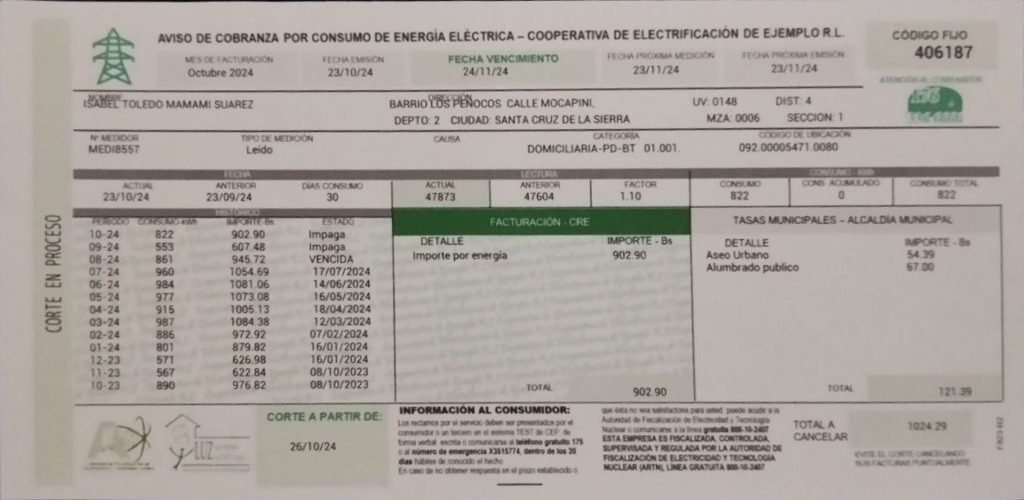 AVISO DE COBRANZA POR CONSUMO DE ENERGÍA ELÉCTRICA – COOPERATIVA DE ELECTRIFICACIÓN DE EJEMPLO R.L.
CÓDIGO FIJO
406187
MES DE FACTURACIÓN FECHA EMISIÓN FECHA VENCIMIENTO FECHA PRÓXIMA MEDICIÓN FECHA PRÓXIMA EMISIÓN
Octubre 2024 23/10/24 24/11/24 23/11/24 23/11/24
ATENCIÓN AL CONSUMIDOR
176
NOMBRE DIRECCIÓN
ISABEL TOLEDO MAMAMI SUAREZ BARRIO LOS PENOCOS CALLE MOCAPINI, UV: 0148 DIST: 4
DEPTO: 2 CIUDAD: SANTA CRUZ DE LA SIERRA MZA: 0006 SECCION: 1
Nº MEDIDOR TIPO DE MEDICIÓN CAUSA CATEGORÍA CÓDIGO DE UBICACIÓN
MEDI8557 Leído DOMICILIARIA-PD-BT 01.001. 092.00005471.0080
FECHA LECTURA CONSUMO kWh
ACTUAL ANTERIOR DÍAS CONSUMO ACTUAL ANTERIOR FACTOR CONSUMO CONS. ACUMULADO CONSUMO TOTAL
23/10/24 23/09/24 30 47873 47604 1.10 822 0 822
CORTE EN PROCESO
HISTÓRICO
PERIODO CONSUMO kWh IMPORTE Bs ESTADO
10-24 822 902.90 Impaga
09-24 553 607.48 Impaga
08-24 861 945.72 VENCIDA
07-24 960 1054.69 17/07/2024
06-24 984 1081.06 14/06/2024
05-24 977 1073.08 16/05/2024
04-24 915 1005.13 18/04/2024
03-24 987 1084.38 12/03/2024
02-24 886 972.92 07/02/2024
01-24 801 879.82 16/01/2024
12-23 571 626.98 16/01/2024
11-23 567 622.84 08/10/2023
10-23 890 976.82 08/10/2023
FACTURACIÓN - CRE
DETALLE IMPORTE - Bs
Importe por energía 902.90
TOTAL 902.90
TASAS MUNICIPALES – ALCALDÍA MUNICIPAL
DETALLE IMPORTE - Bs
Aseo Urbano 54.39
Alumbrado publico 67.00
TOTAL 121.39
LUZ
CORTE A PARTIR DE:
26/10/24
INFORMACIÓN AL CONSUMIDOR:
Los reclamos por el servicio deben ser presentados por el
consumidor o un tercero en el sistema TEST de CEP de
forma verbal, escrita o comunicarse al teléfono gratuito 175
o al número de emergencia X3515774, dentro de los 20
días hábiles de conocido el hecho
En caso de no obtener respuesta en el plazo establecido o
que ésta no sea satisfactoria para usted, puede acudir a la
Autoridad de Fiscalización de Electricidad y Tecnología
Nuclear o comunicarse a la línea gratuita 800-10-2407
ESTA EMPRESA ES FISCALIZADA, CONTROLADA,
SUPERVISADA Y REGULADA POR LA AUTORIDAD DE
FISCALIZACIÓN DE ELECTRICIDAD Y TECNOLOGÍA
NUCLEAR (ARTN), LÍNEA GRATUITA 800-10-2407
TOTAL A
CANCELAR
1024.29
EVITE EL CORTE CANCELANDO
SUS FACTURAS PUNTUALMENTE